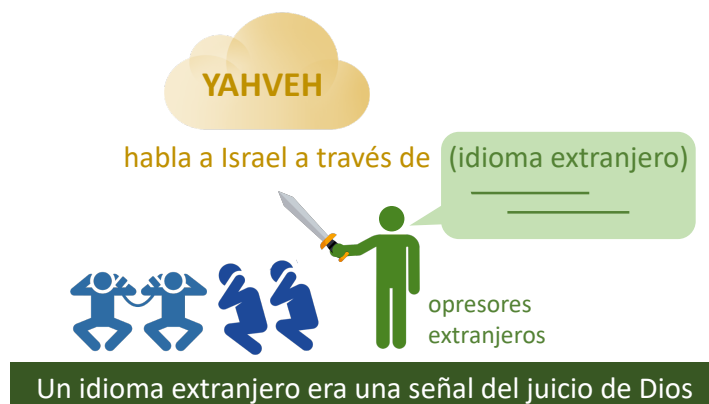 YAHVEH
habla a Israel a través de (idioma extranjero)
opresores
extranjeros
Un idioma extranjero era una señal del juicio de Dios